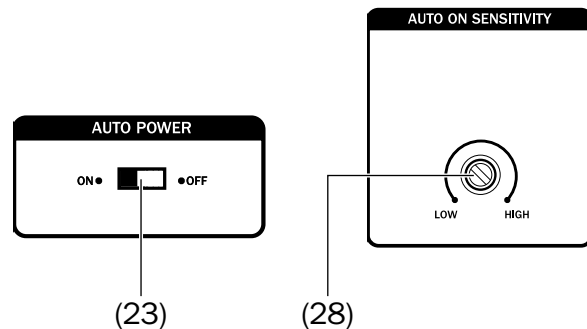 AUTO POWER
ON OFF
(23)
AUTO ON SENSITIVITY
LOW HIGH
(28)